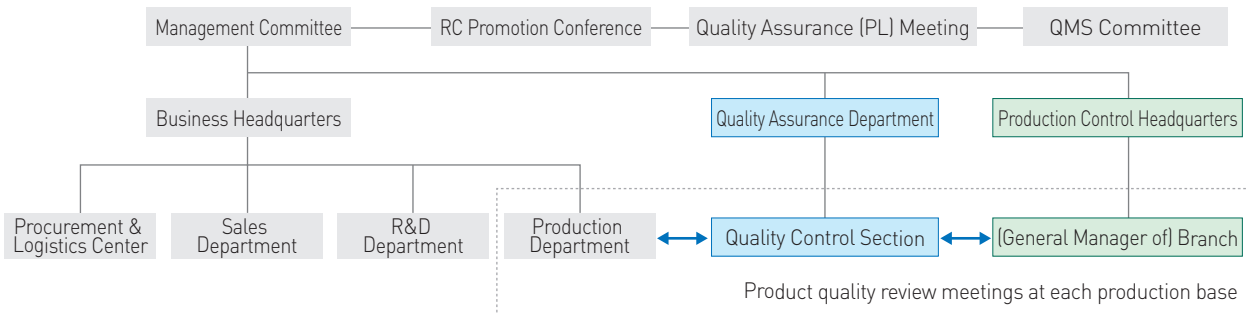 Management Committee
RC Promotion Conference
Quality Assurance (PL) Meeting
QMS Committee
Business Headquarters
Quality Assurance Department
Production Control Headquarters
Procurement &
Logistics Center
Sales
Department
R&D
Department
Production
Department
Quality Control Section
(General Manager of) Branch
Product quality review meetings at each production base